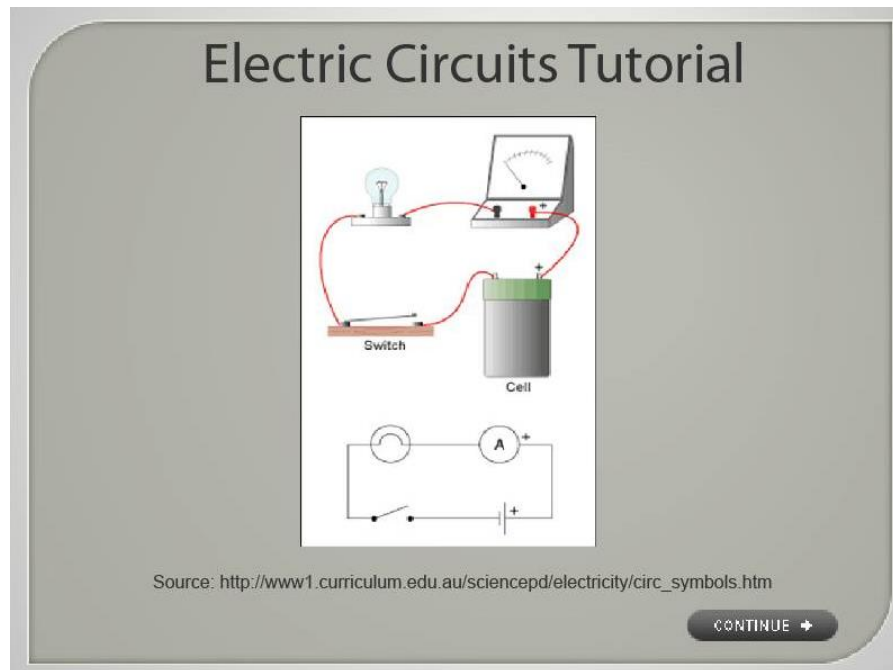 Electric Circuits Tutorial
+
+
Switch
Cell
A +
+
Source: http://www1.curriculum.edu.au/sciencepd/electricity/circ_symbols.htm
CONTINUE